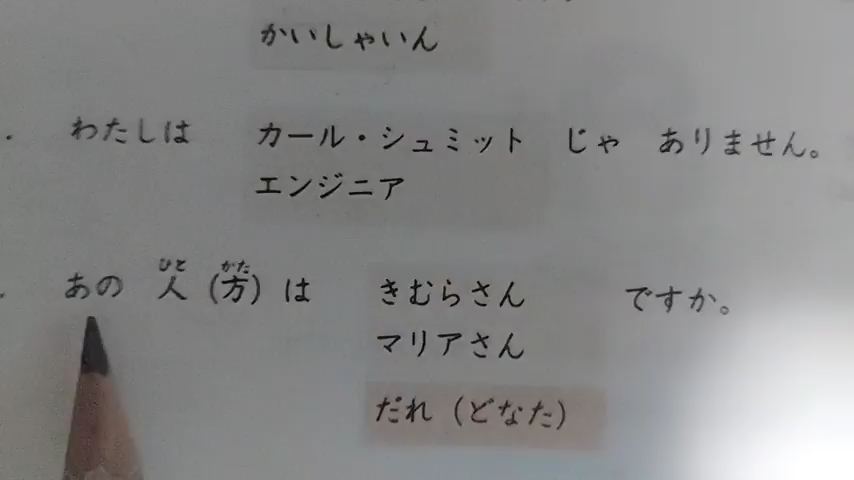 かいしゃいん
わたしは カール・シュミット じゃ ありません。
エンジニア
あの 人（方）は きむらさん ですか。
ひと がた
マリアさん
だれ（どなた）